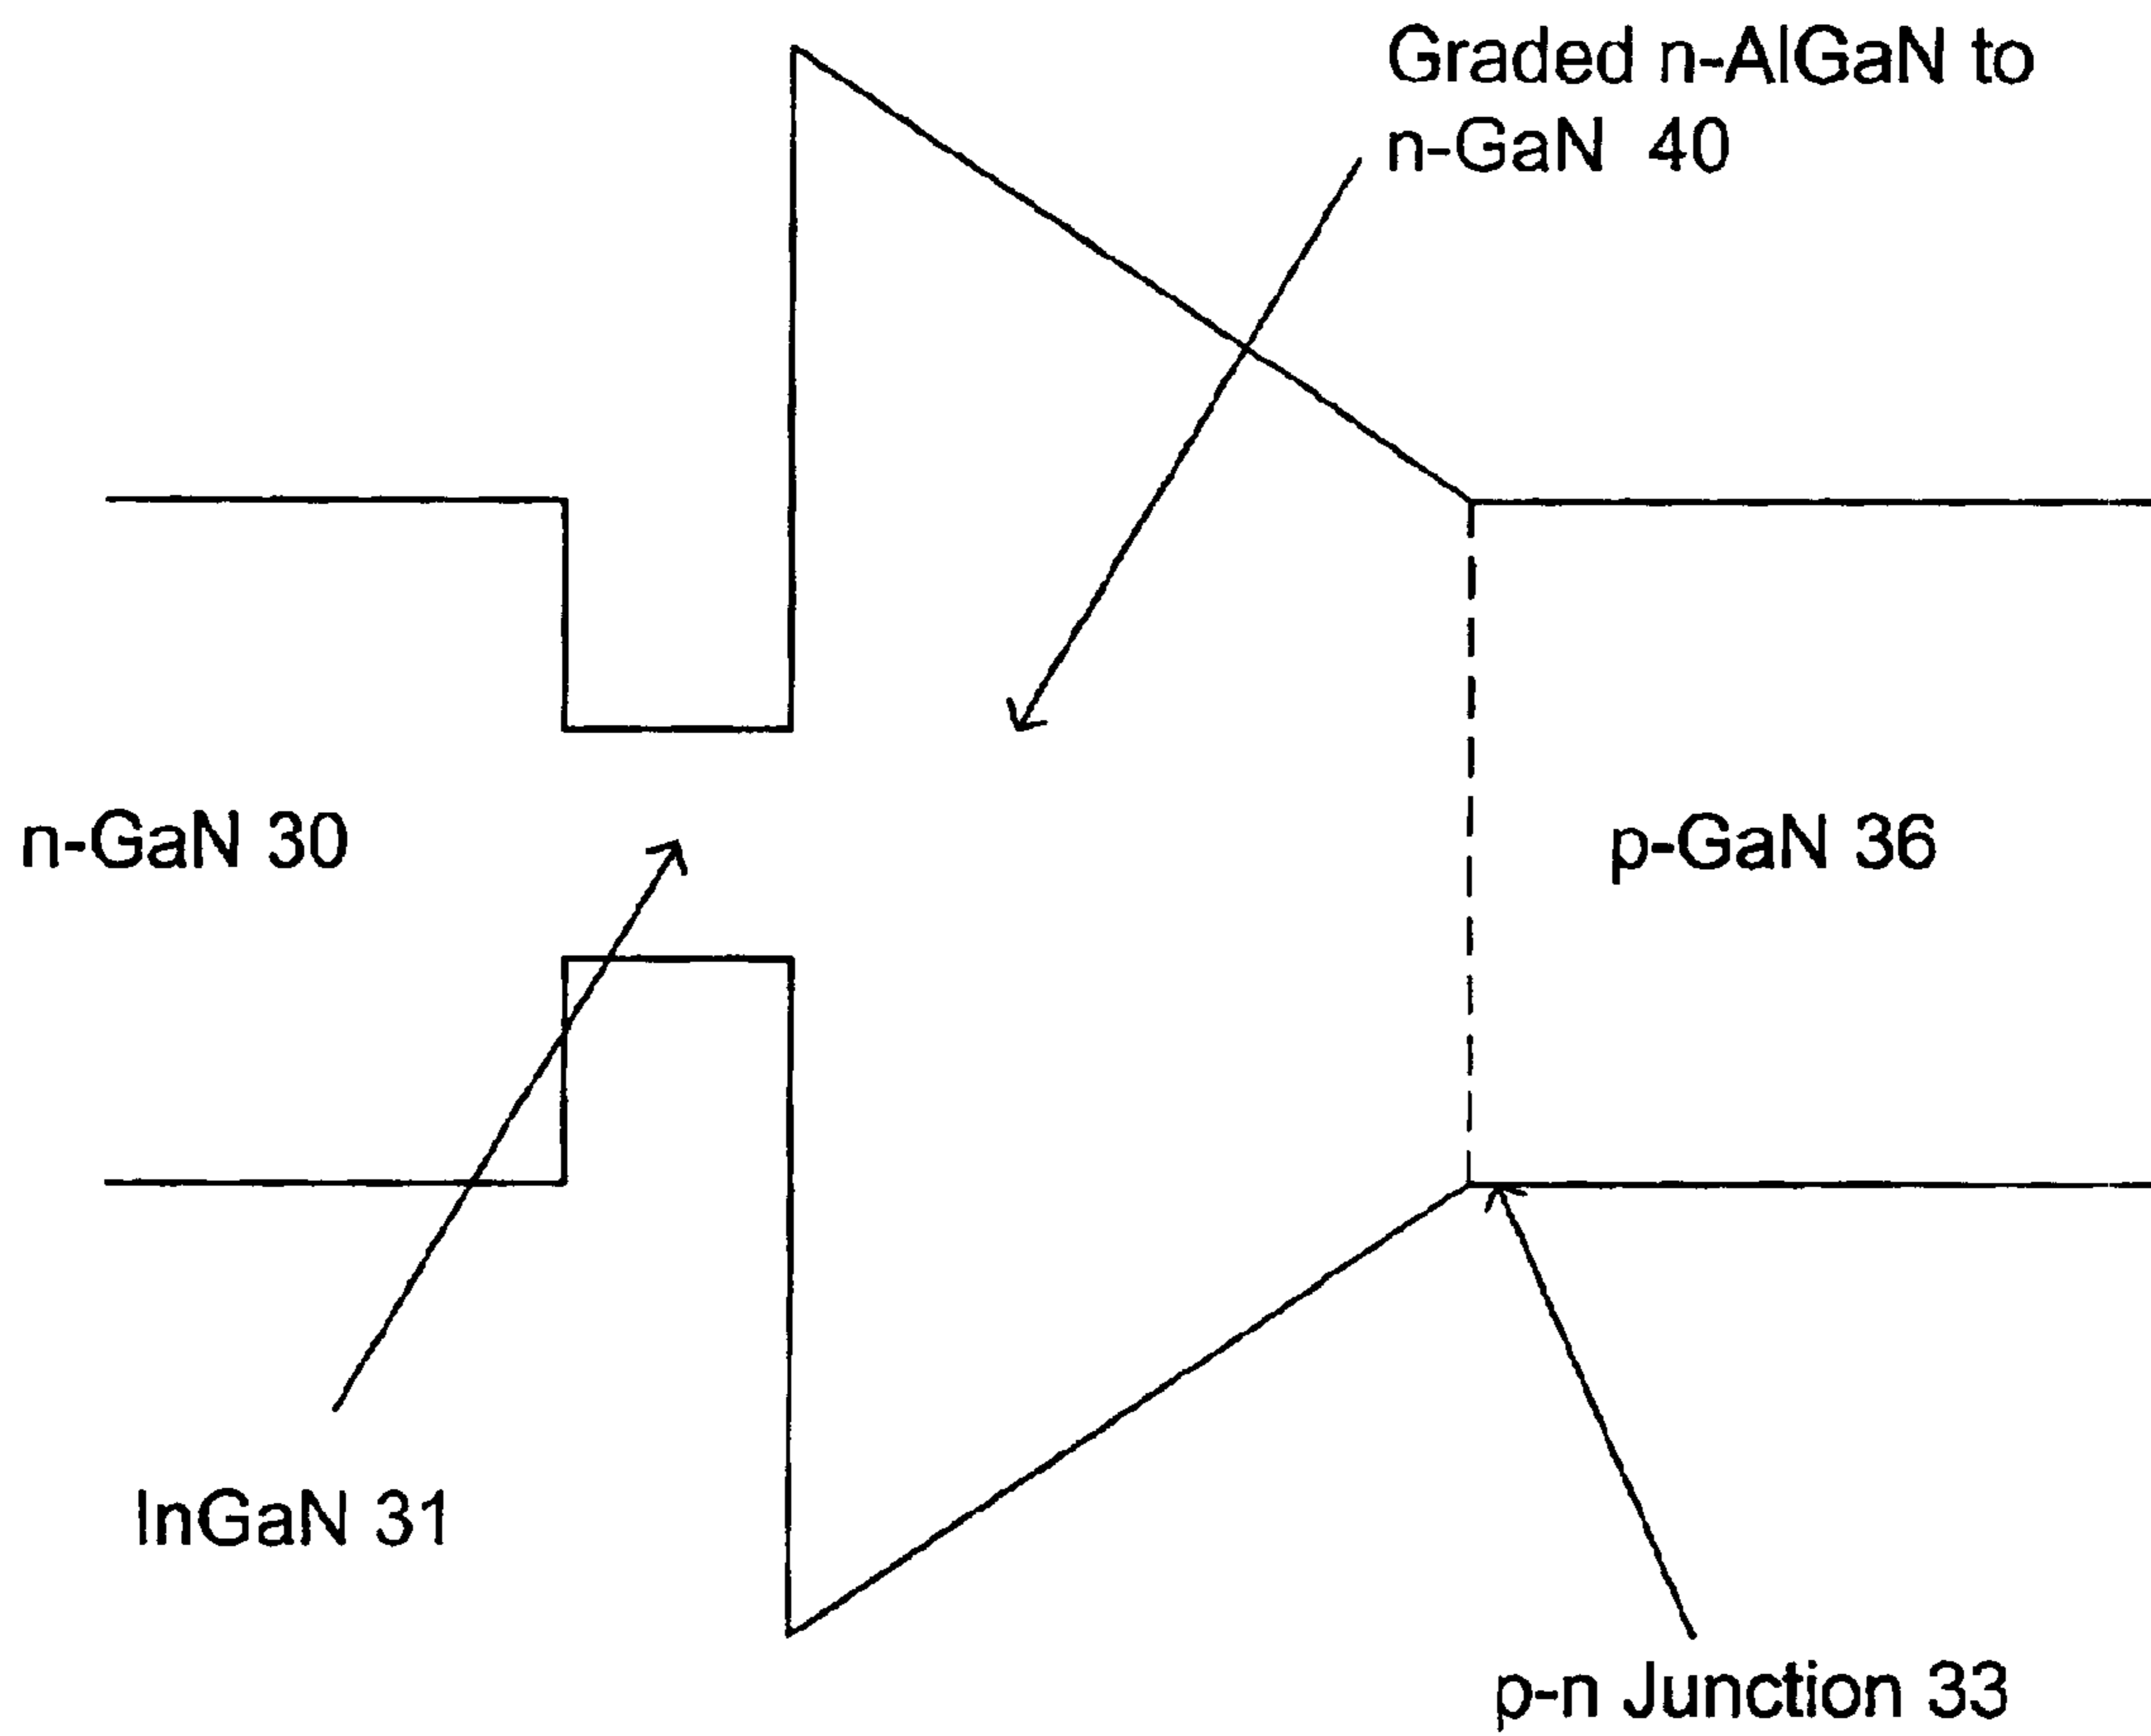 Graded n-AlGaN to
n-GaN 40
n-GaN 30
p-GaN 36
InGaN 31
p-n Junction 33